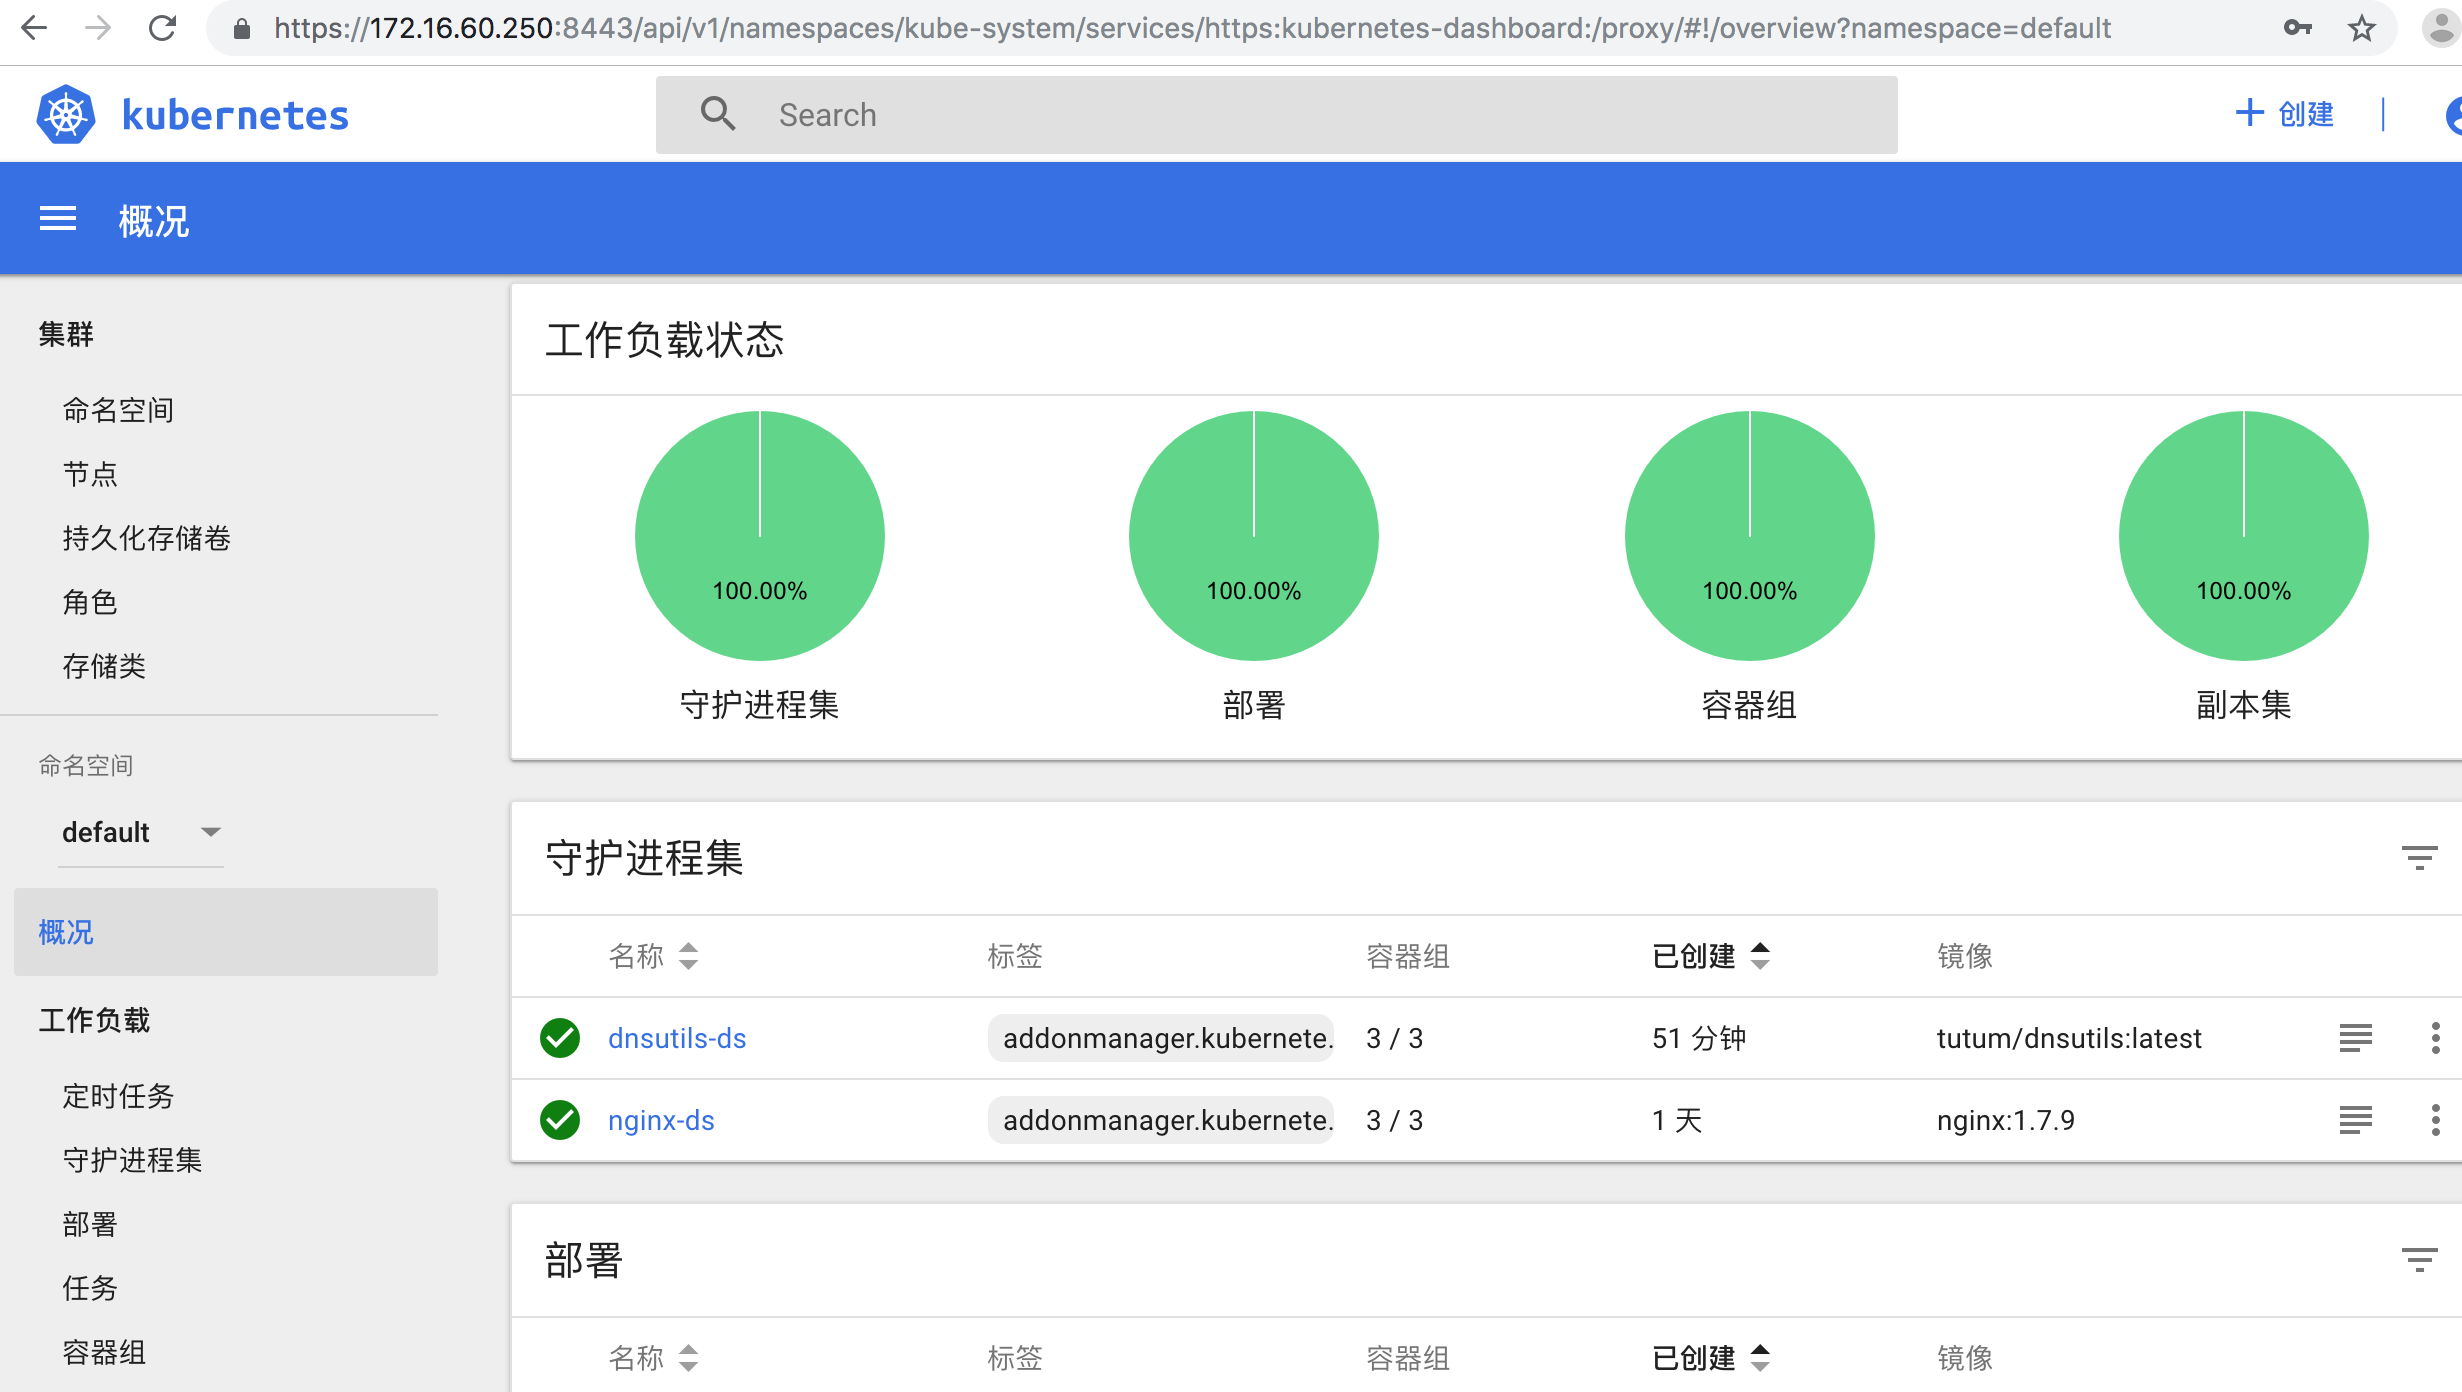 https://172.16.60.250:8443/api/v1/namespaces/kube-system/services/https:kubernetes-dashboard:/proxy/#!/overview?namespace=default
kubernetes
Search
创建
概况
集群
命名空间
节点
持久化存储卷
角色
存储类
命名空间
default
概况
工作负载
定时任务
守护进程集
部署
任务
容器组
工作负载状态
100.00% 100.00% 100.00% 100.00%
守护进程集 部署 容器组 副本集
守护进程集
名称 标签 容器组 已创建 镜像
dnsutils-ds addonmanager.kubernete. 3 / 3 51 分钟 tutum/dnsutils:latest
nginx-ds addonmanager.kubernete. 3 / 3 1 天 nginx:1.7.9
部署
名称 标签 容器组 已创建 镜像